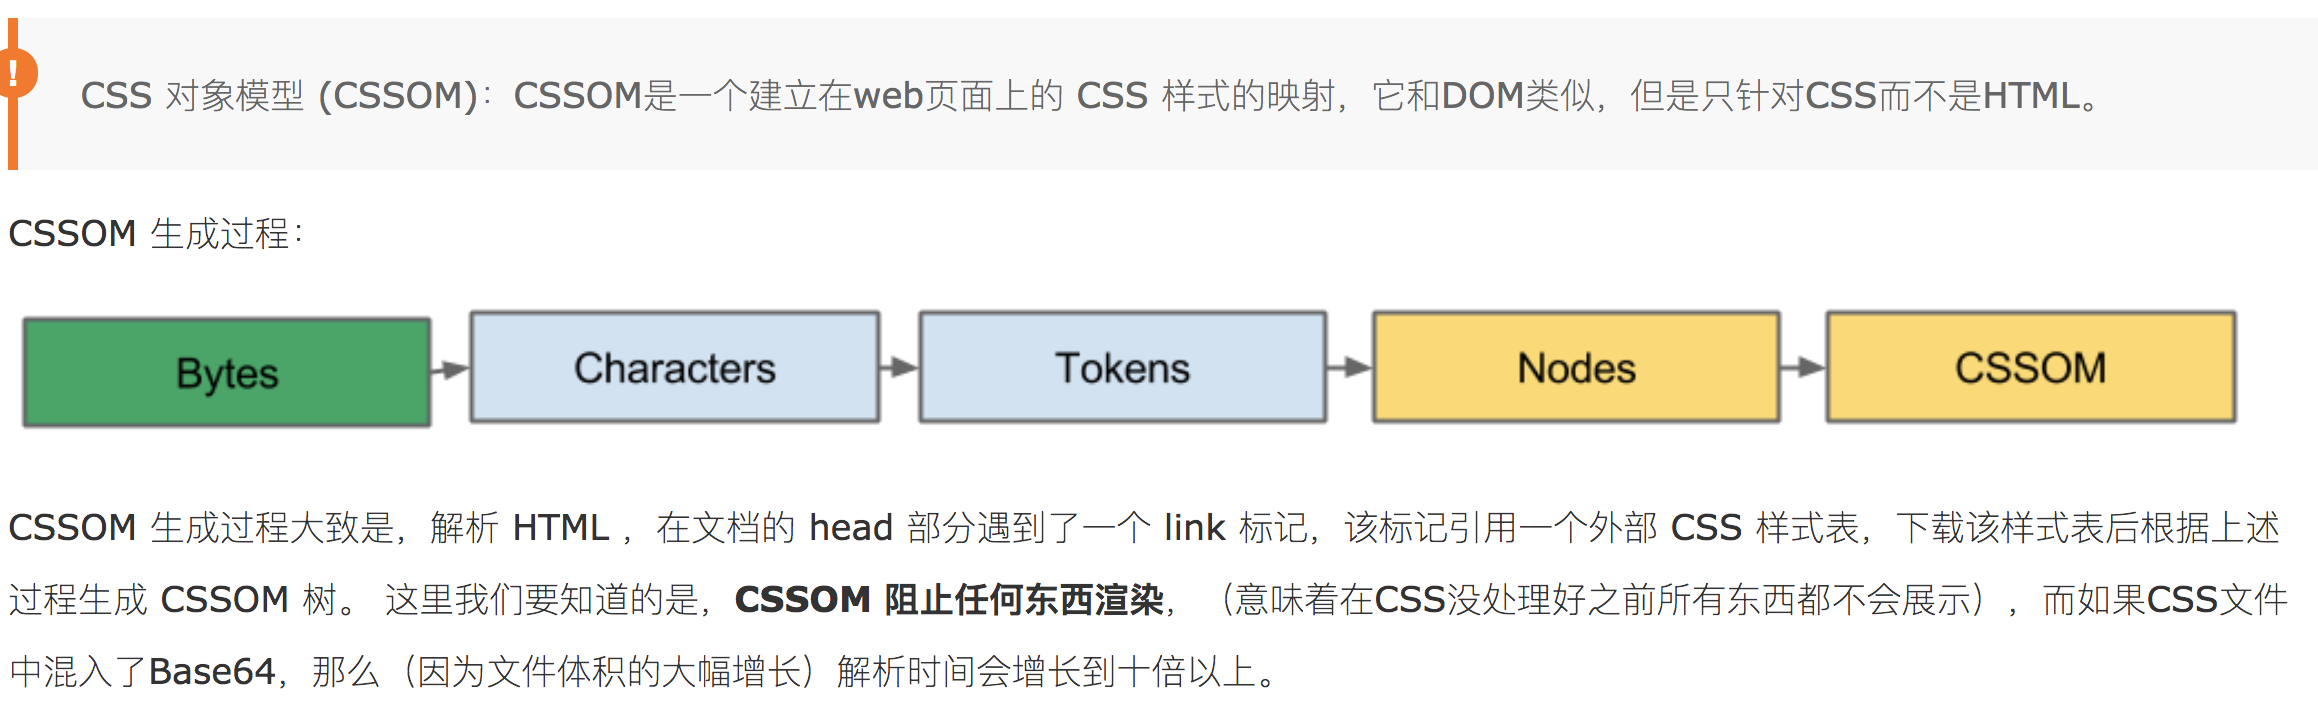 !
CSS 对象模型 (CSSOM)：CSSOM是一个建立在web页面上的 CSS 样式的映射，它和DOM类似，但是只针对CSS而不是HTML。
CSSOM 生成过程：
Bytes
Characters
Tokens
Nodes
CSSOM
CSSOM 生成过程大致是，解析 HTML ，在文档的 head 部分遇到了一个 link 标记，该标记引用一个外部 CSS 样式表，下载该样式表后根据上述
过程生成 CSSOM 树。 这里我们要知道的是，CSSOM 阻止任何东西渲染，（意味着在CSS没处理好之前所有东西都不会展示），而如果CSS文件
中混入了Base64，那么（因为文件体积的大幅增长）解析时间会增长到十倍以上。